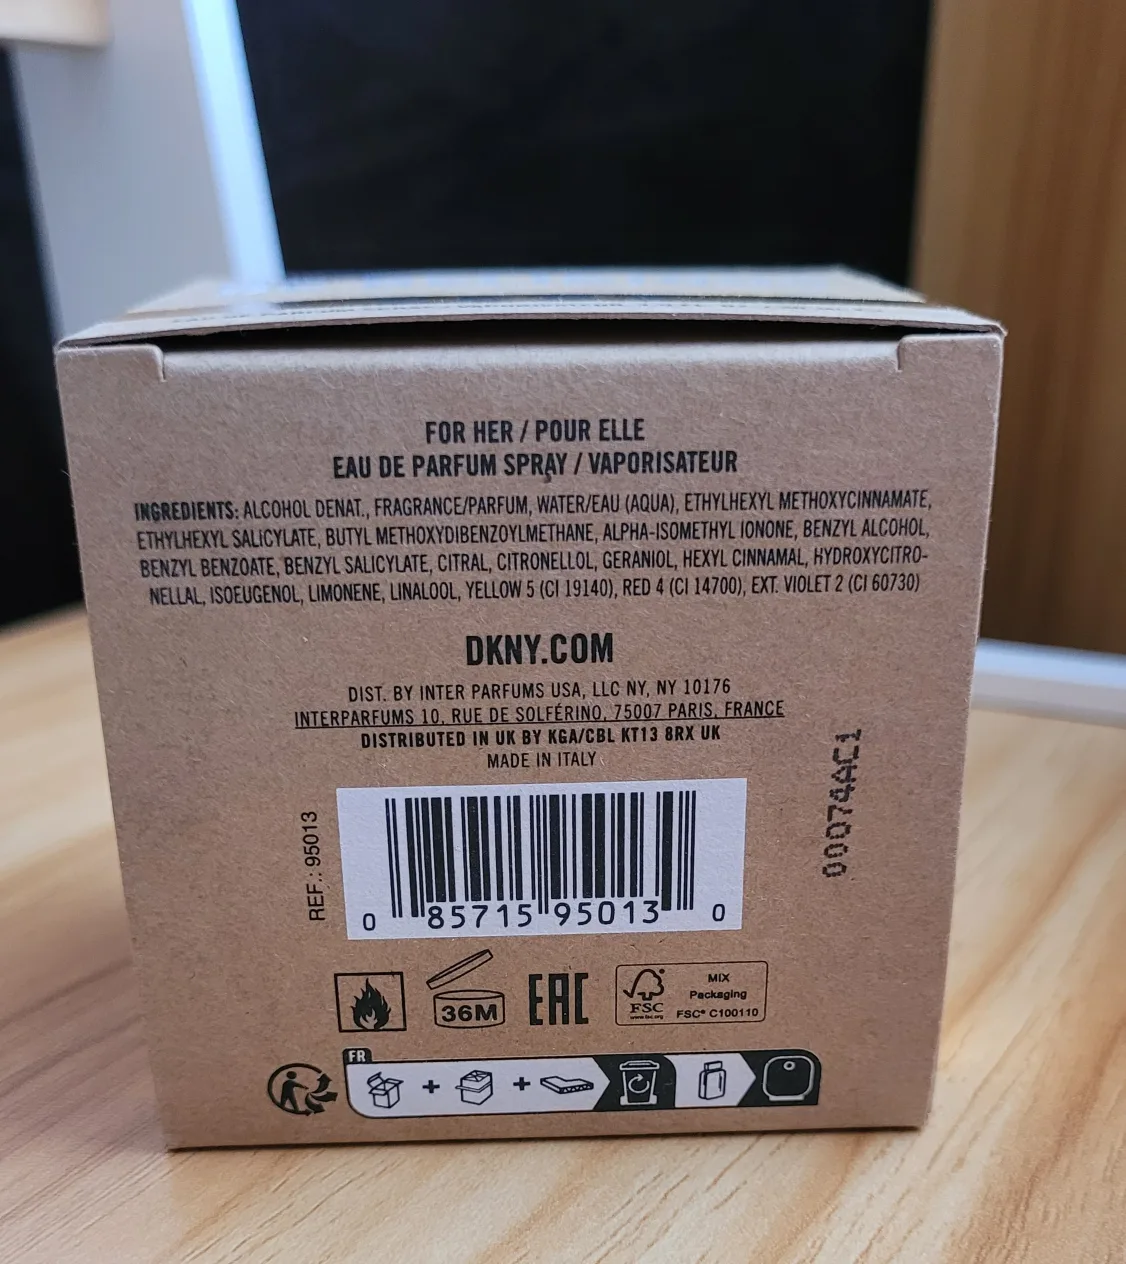 FOR HER / POUR ELLE
EAU DE PARFUM SPRAY / VAPORISATEUR
INGREDIENTS: ALCOHOL DENAT., FRAGRANCE/PARFUM, WATER/EAU (AQUA), ETHYLHEXYL METHOXYCINNAMATE,
ETHYLHEXYL SALICYLATE, BUTYL METHOXYDIBENZOYLMETHANE, ALPHA-ISOMETHYL IONONE, BENZYL ALCOHOL,
BENZYL BENZOATE, BENZYL SALICYLATE, CITRAL, CITRONELLOL, GERANIOL, HEXYL CINNAMAL, HYDROXYCITRO-
NELLAL, ISOEUGENOL, LIMONENE, LINALOOL, YELLOW 5 (CI 19140), RED 4 (CI 14700), EXT. VIOLET 2 (CI 60730)
DKNY.COM
DIST. BY INTER PARFUMS USA, LLC NY, NY 10176
INTERPARFUMS 10, RUE DE SOLFÉRINO, 75007 PARIS, FRANCE
DISTRIBUTED IN UK BY KGA/CBL KT13 8RX UK
MADE IN ITALY
REF.: 95013
0 85715 95013 0
00074AC1
36M
EAC
FSC
www.fsc.org
MIX
Packaging
FSC® C100110
FR